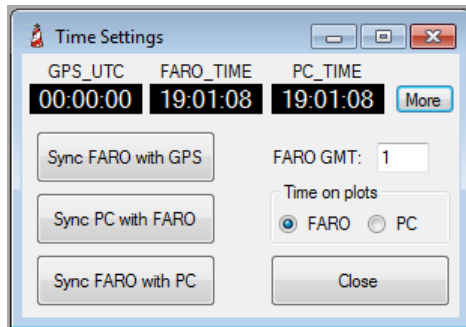 Time Settings
GPS_UTC FARO_TIME PC_TIME
00:00:00 19:01:08 19:01:08 More
Sync FARO with GPS FARO GMT: 1
Time on plots
Sync PC with FARO FARO PC
Sync FARO with PC Close